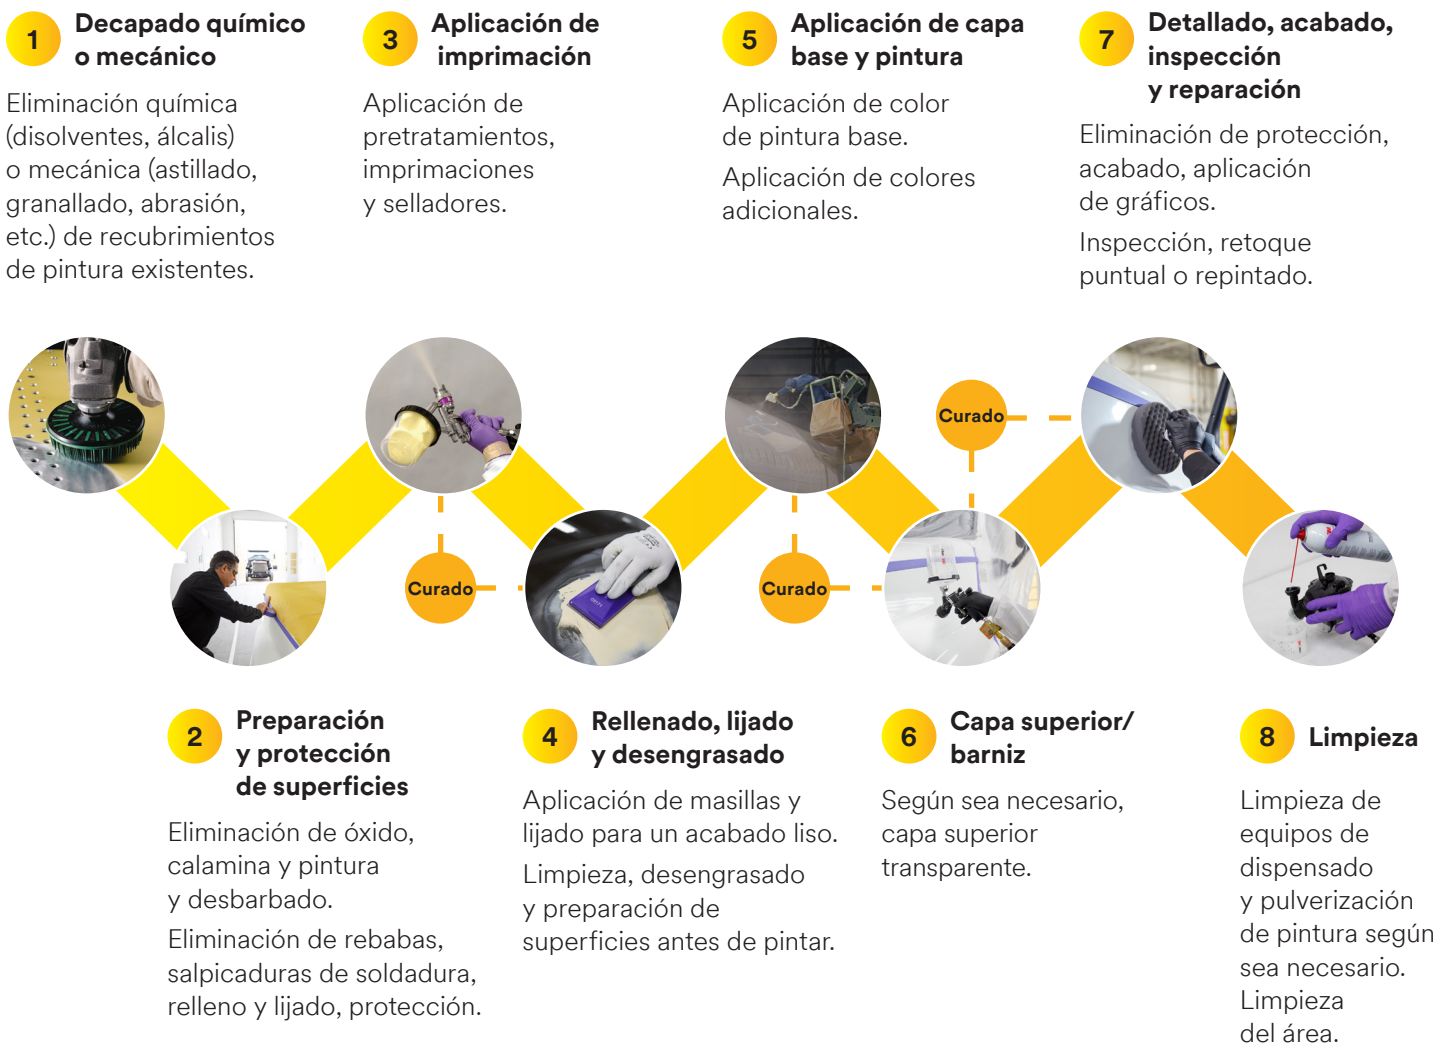 1
Decapado químico
o mecánico
Eliminación química
(disolventes, álcalis)
o mecánica (astillado,
granallado, abrasión,
etc.) de recubrimientos
de pintura existentes.
3
Aplicación de
imprimación
Aplicación de
pretratamientos,
imprimaciones
y selladores.
5
Aplicación de capa
base y pintura
Aplicación de color
de pintura base.
Aplicación de colores
adicionales.
7
Detallado, acabado,
inspección
y reparación
Eliminación de protección,
acabado, aplicación
de gráficos.
Inspección, retoque
puntual o repintado.
Curado
Curado
Curado
2
Preparación
y protección
de superficies
Eliminación de óxido,
calamina y pintura
y desbarbado.
Eliminación de rebabas,
salpicaduras de soldadura,
relleno y lijado, protección.
4
Rellenado, lijado
y desengrasado
Aplicación de masillas y
lijado para un acabado liso.
Limpieza, desengrasado
y preparación de
superficies antes de pintar.
6
Capa superior/
barniz
Según sea necesario,
capa superior
transparente.
8
Limpieza
Limpieza de
equipos de
dispensado
y pulverización
de pintura según
sea necesario.
Limpieza
del área.